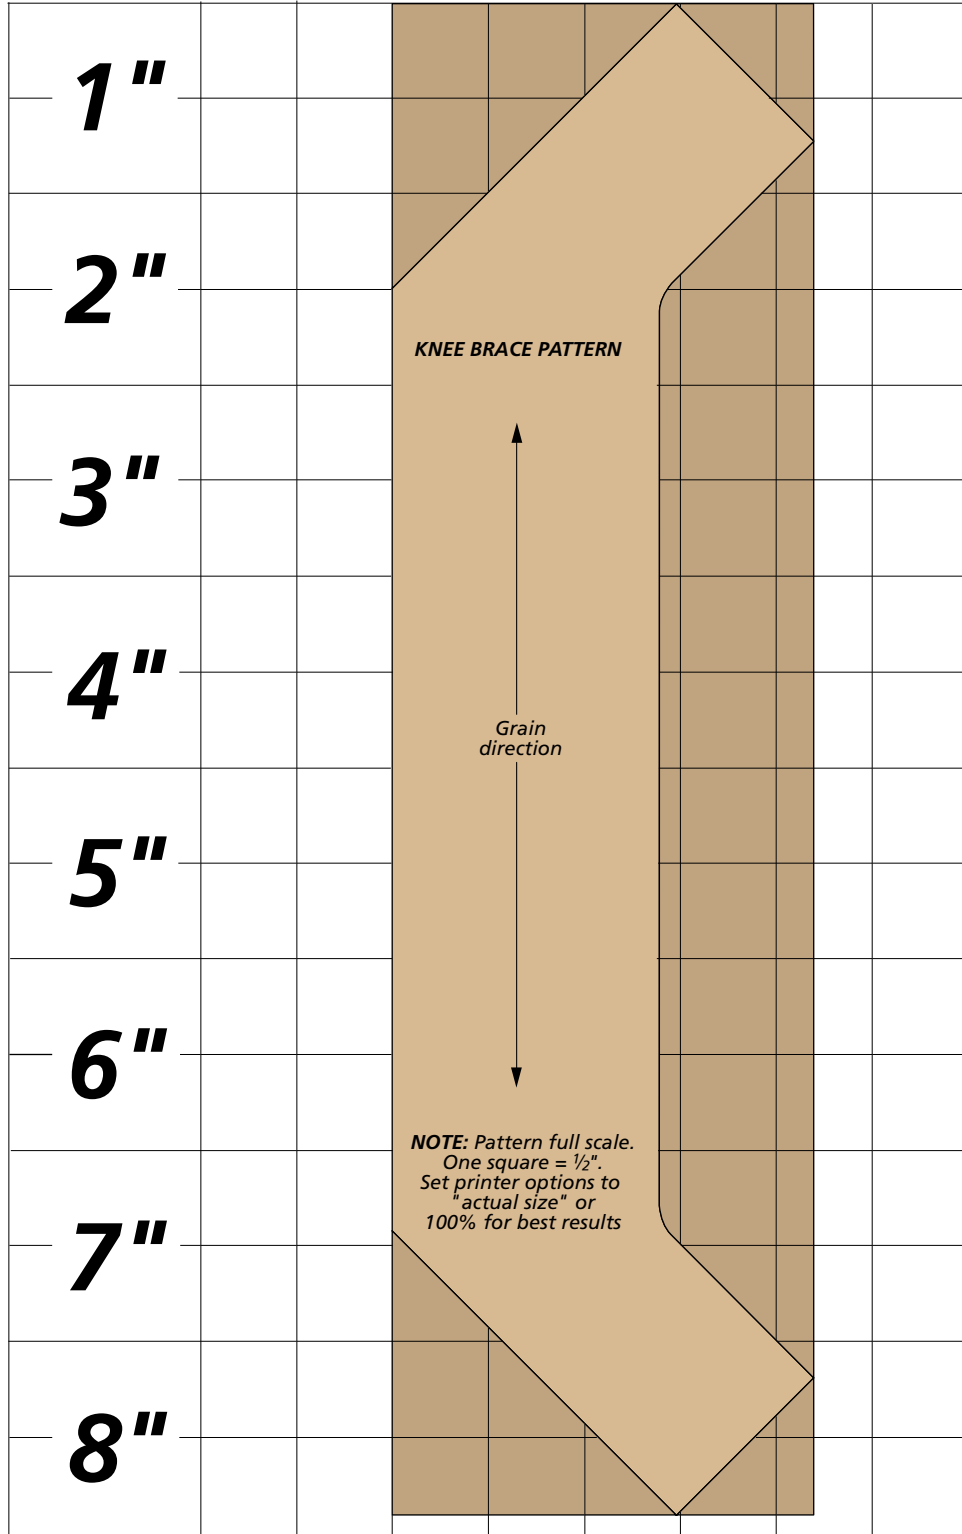 1"
2"
KNEE BRACE PATTERN
3"
4"
Grain
direction
5"
6"
NOTE: Pattern full scale.
One square = ½".
Set printer options to
"actual size" or
100% for best results
7"
8"